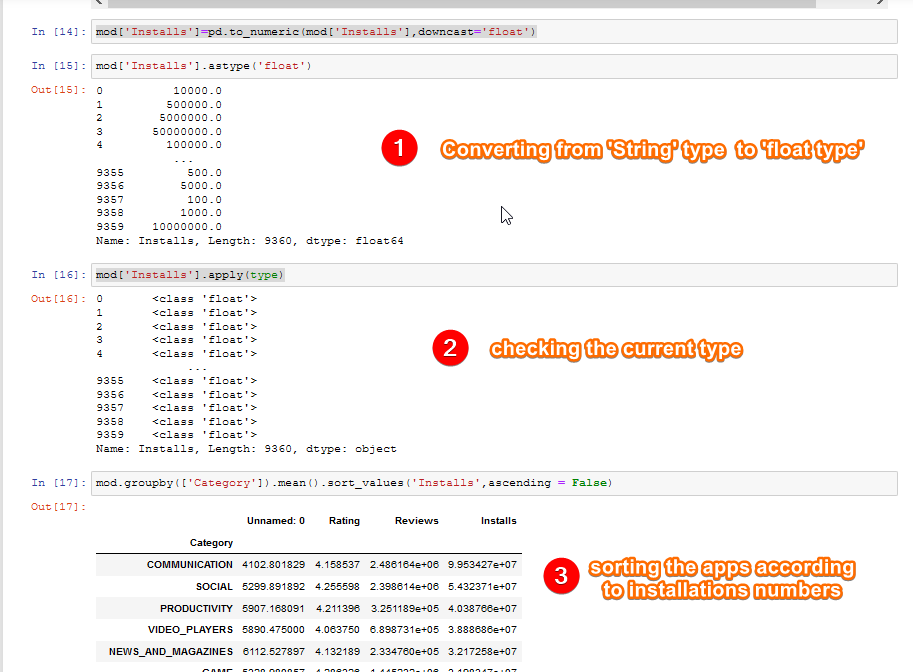 In [14]: mod['Installs']=pd.to_numeric(mod['Installs'],downcast='float')
In [15]: mod['Installs'].astype('float')
Out[15]: 0 10000.0
1 500000.0
2 5000000.0
3 50000000.0
4 100000.0
...
9355 500.0
9356 5000.0
9357 100.0
9358 1000.0
9359 10000000.0
Name: Installs, Length: 9360, dtype: float64
1 Converting from 'String' type to 'float type'
In [16]: mod['Installs'].apply(type)
Out[16]: 0 <class 'float'>
1 <class 'float'>
2 <class 'float'>
3 <class 'float'>
4 <class 'float'>
...
9355 <class 'float'>
9356 <class 'float'>
9357 <class 'float'>
9358 <class 'float'>
9359 <class 'float'>
Name: Installs, Length: 9360, dtype: object
2 checking the current type
In [17]: mod.groupby(['Category']).mean().sort_values('Installs',ascending = False)
Out[17]:
Unnamed: 0 Rating Reviews Installs
Category
COMMUNICATION 4102.801829 4.158537 2.486164e+06 9.953427e+07
SOCIAL 5299.891892 4.255598 2.398614e+06 5.432371e+07
PRODUCTIVITY 5907.168091 4.211396 3.251189e+05 4.038766e+07
VIDEO_PLAYERS 5890.475000 4.063750 6.898731e+05 3.888686e+07
NEWS_AND_MAGAZINES 6112.527897 4.132189 2.334760e+05 3.217258e+07
GAME
3 sorting the apps according
to installations numbers